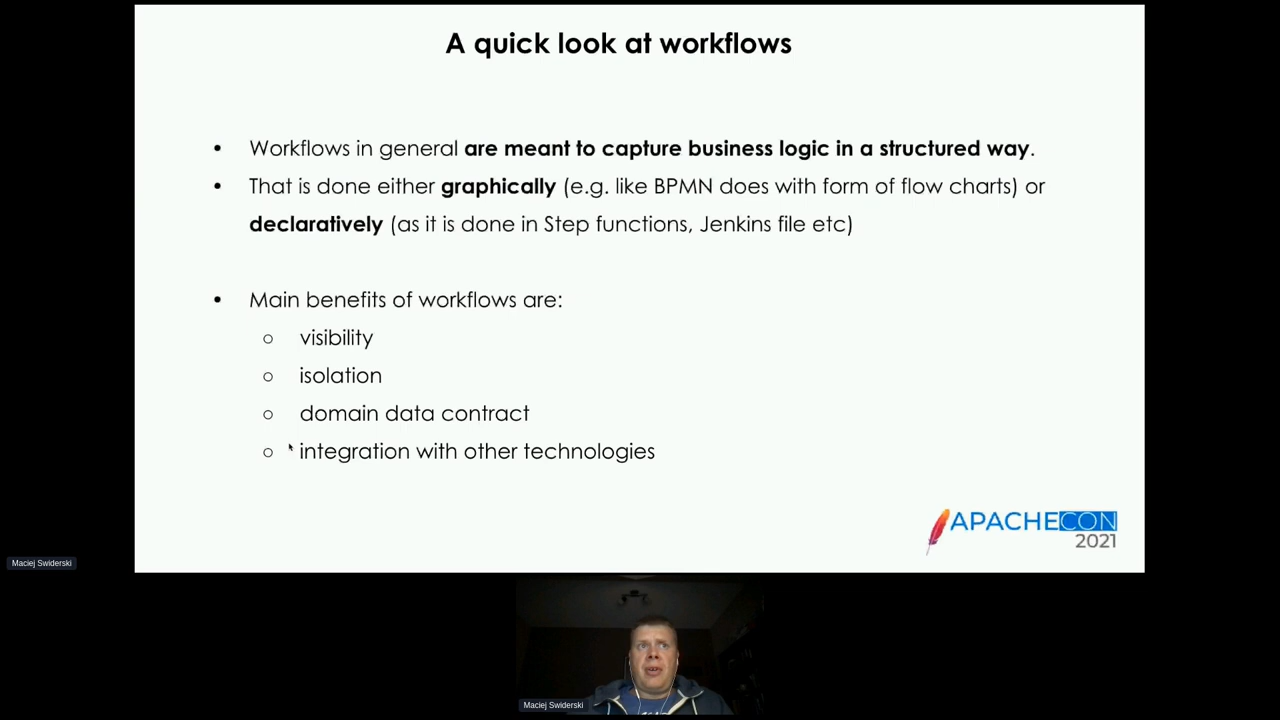 A quick look at workflows
• Workflows in general are meant to capture business logic in a structured way.
• That is done either graphically (e.g. like BPMN does with form of flow charts) or
declaratively (as it is done in Step functions, Jenkins file etc)
• Main benefits of workflows are:
○ visibility
○ isolation
○ domain data contract
○ integration with other technologies
APACHECON
2021
Maciej Swiderski
Maciej Swiderski